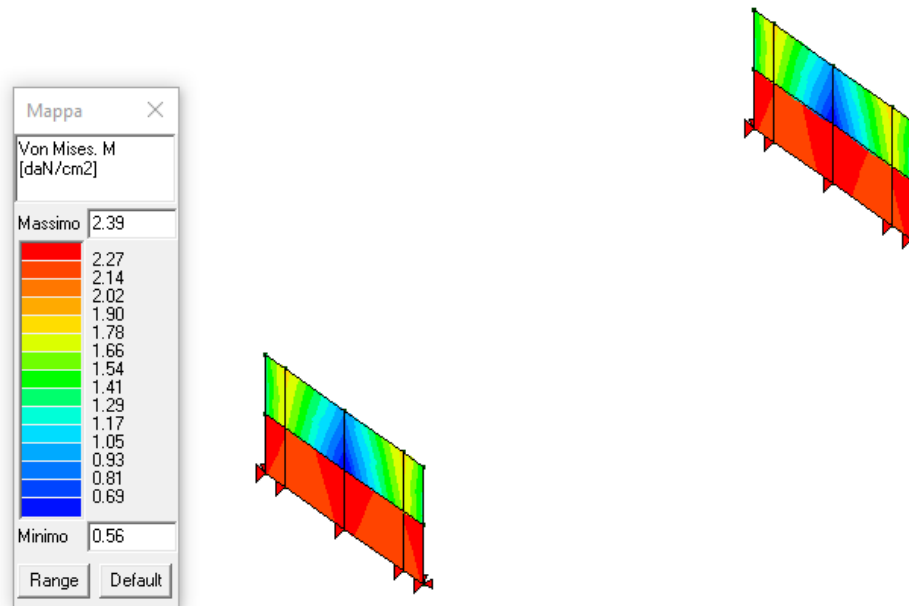 Mappa
Von Mises. M
[daN/cm2]
Massimo 2.39
2.27
2.14
2.02
1.90
1.78
1.66
1.54
1.41
1.29
1.17
1.05
0.93
0.81
0.69
Minimo 0.56
Range Default